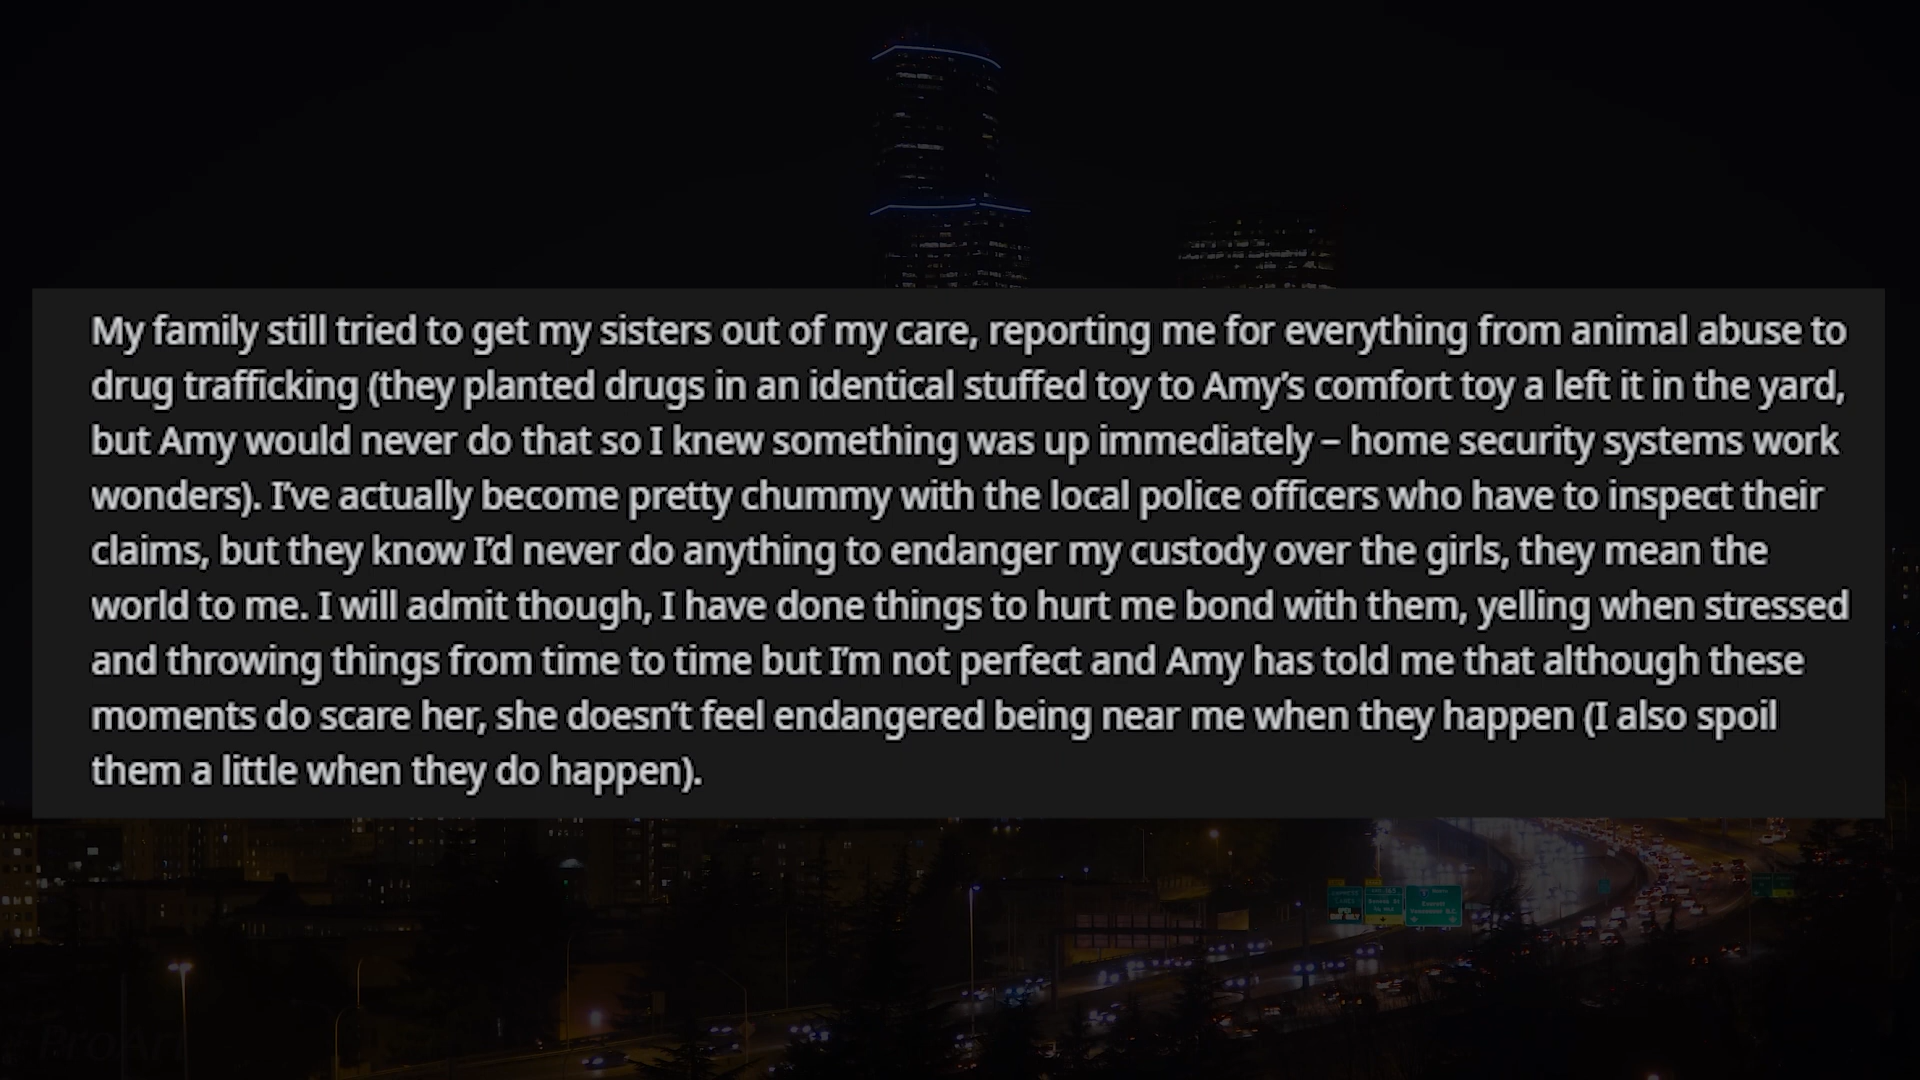 My family still tried to get my sisters out of my care, reporting me for everything from animal abuse to
drug trafficking (they planted drugs in an identical stuffed toy to Amy's comfort toy a left it in the yard,
but Amy would never do that so I knew something was up immediately – home security systems work
wonders). I've actually become pretty chummy with the local police officers who have to inspect their
claims, but they know I'd never do anything to endanger my custody over the girls, they mean the
world to me. I will admit though, I have done things to hurt me bond with them, yelling when stressed
and throwing things from time to time but I'm not perfect and Amy has told me that although these
moments do scare her, she doesn't feel endangered being near me when they happen (I also spoil
them a little when they do happen).
Everett
Vancouver B.C.
ProArt